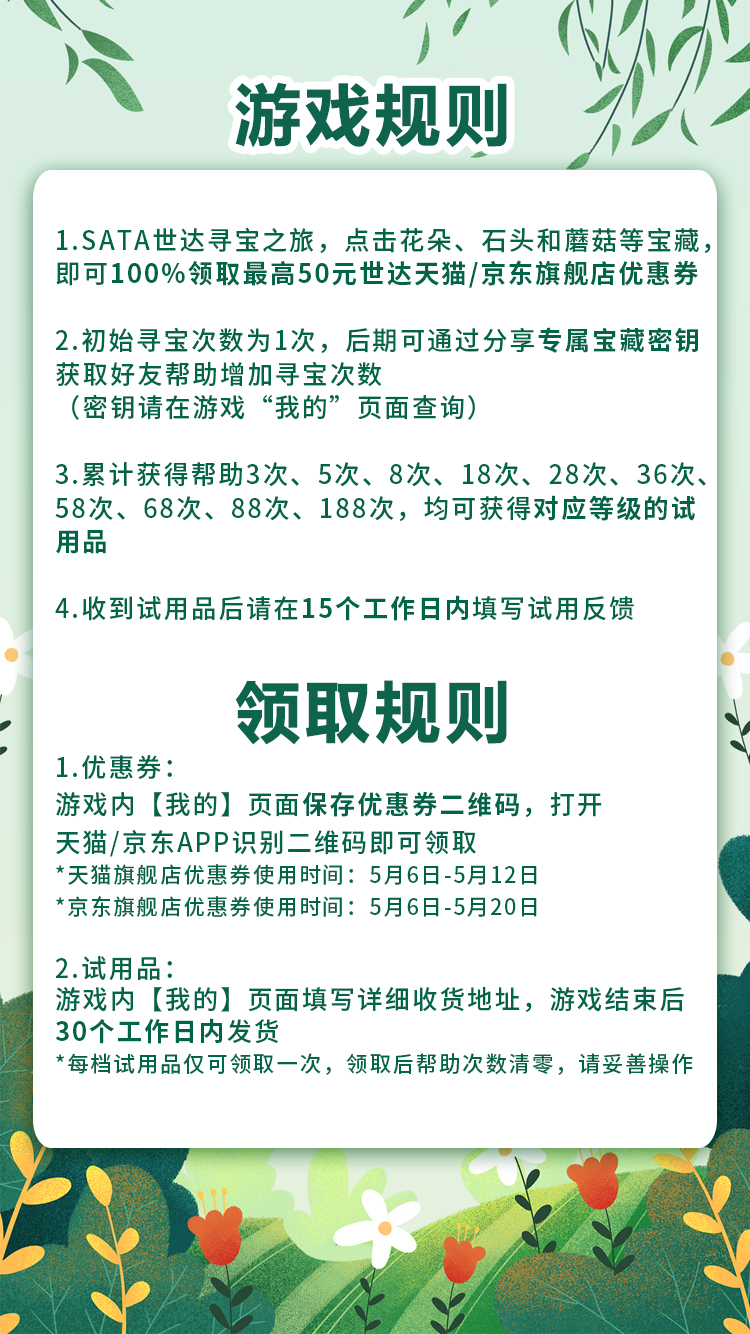 游戏规则
1.SATA世达寻宝之旅，点击花朵、石头和蘑菇等宝藏，
即可100%领取最高50元世达天猫/京东旗舰店优惠券
2.初始寻宝次数为1次，后期可通过分享专属宝藏密钥
获取好友帮助增加寻宝次数
（密钥请在游戏“我的”页面查询）
3.累计获得帮助3次、5次、8次、18次、28次、36次、
58次、68次、88次、188次，均可获得对应等级的试
用品
4.收到试用品后请在15个工作日内填写试用反馈
领取规则
1.优惠券：
游戏内【我的】页面保存优惠券二维码，打开
天猫/京东APP识别二维码即可领取
*天猫旗舰店优惠券使用时间：5月6日-5月12日
*京东旗舰店优惠券使用时间：5月6日-5月20日
2.试用品：
游戏内【我的】页面填写详细收货地址，游戏结束后
30个工作日内发货
*每档试用品仅可领取一次，领取后帮助次数清零，请妥善操作